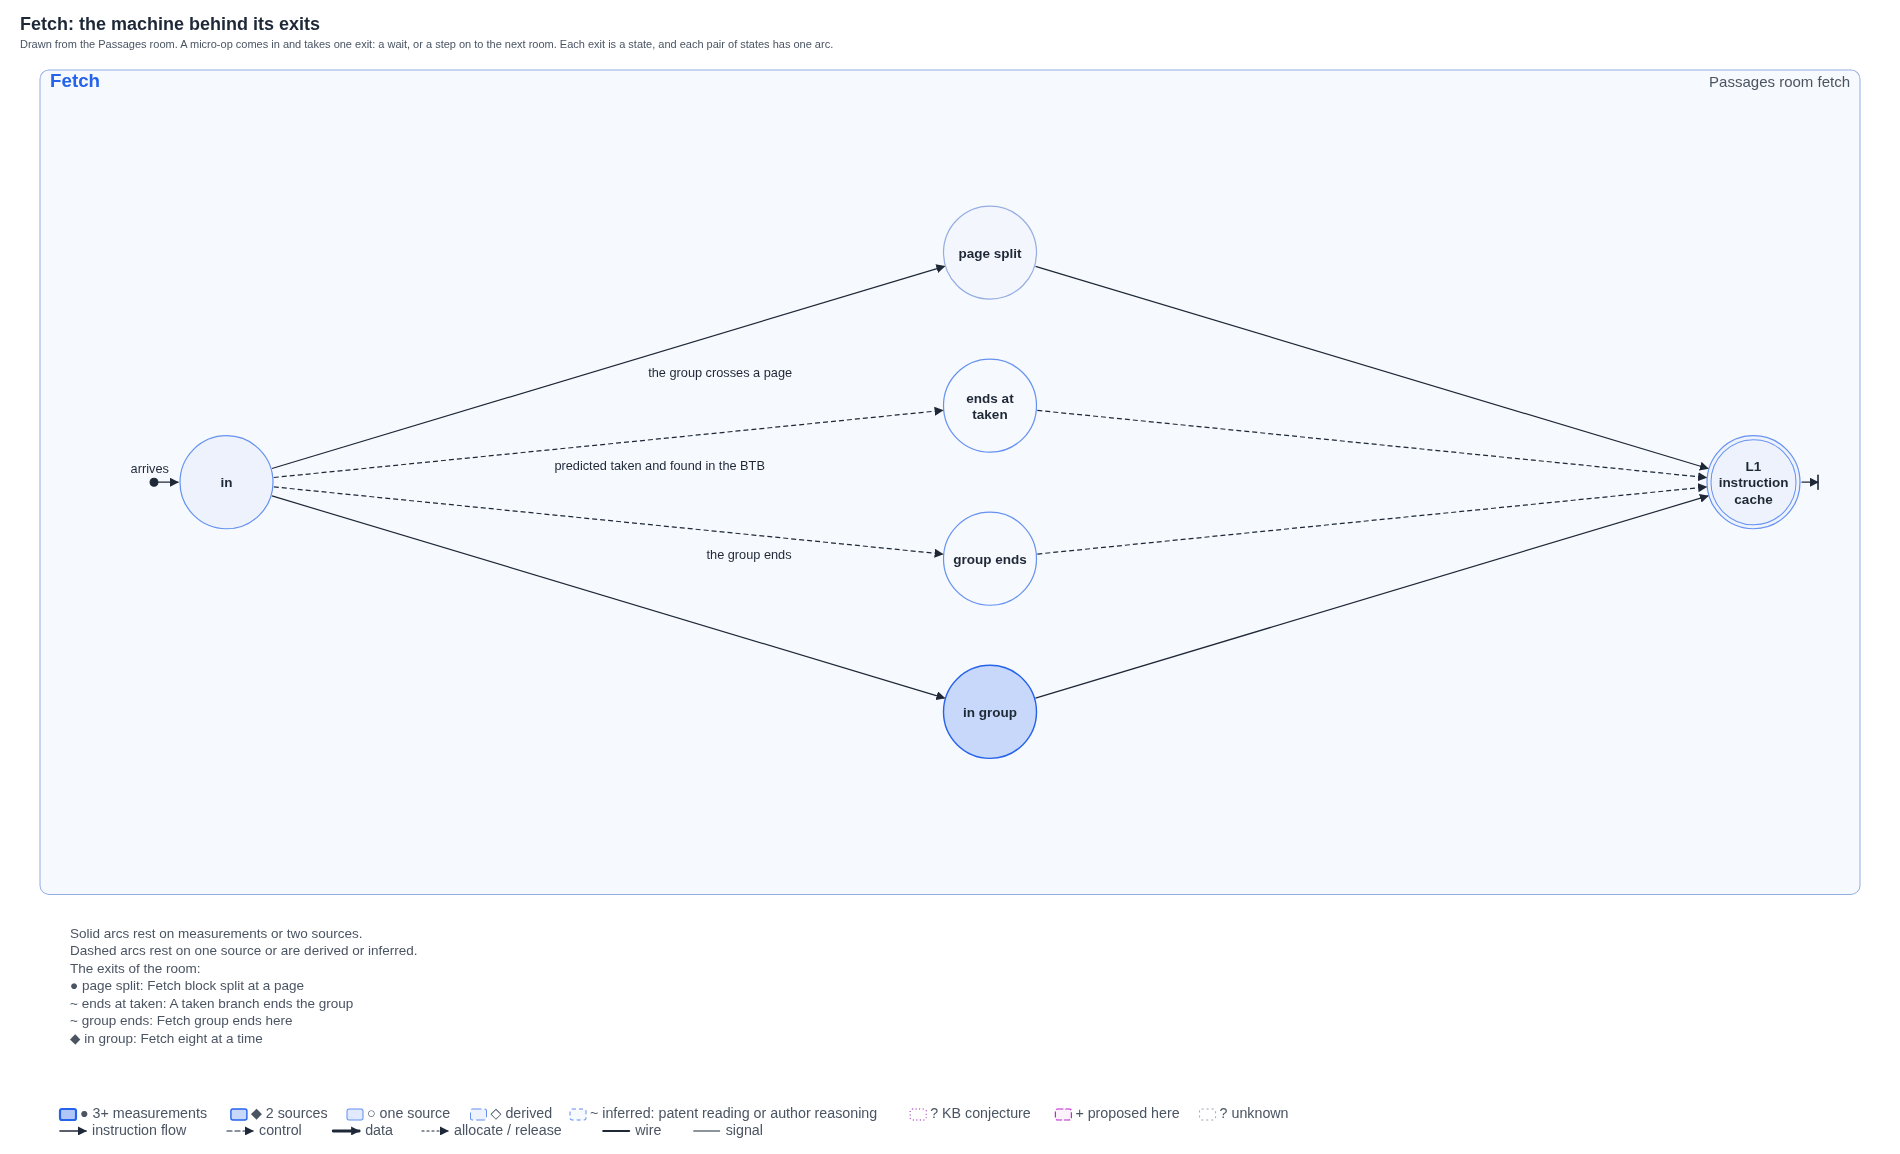 Fetch: the machine behind its exits
Drawn from the Passages room. A micro-op comes in and takes one exit: a wait, or a step on to the next room. Each exit is a state, and each pair of states has one arc.
Fetch
Passages room fetch
page split
the group crosses a page
ends at
taken
arrives
predicted taken and found in the BTB
in
L1
instruction
cache
the group ends
group ends
in group
Solid arcs rest on measurements or two sources.
Dashed arcs rest on one source or are derived or inferred.
The exits of the room:
● page split: Fetch block split at a page
~ ends at taken: A taken branch ends the group
~ group ends: Fetch group ends here
◆ in group: Fetch eight at a time
● 3+ measurements ◆ 2 sources ○ one source ◇ derived ~ inferred: patent reading or author reasoning ? KB conjecture + proposed here ? unknown
instruction flow control data allocate / release wire signal